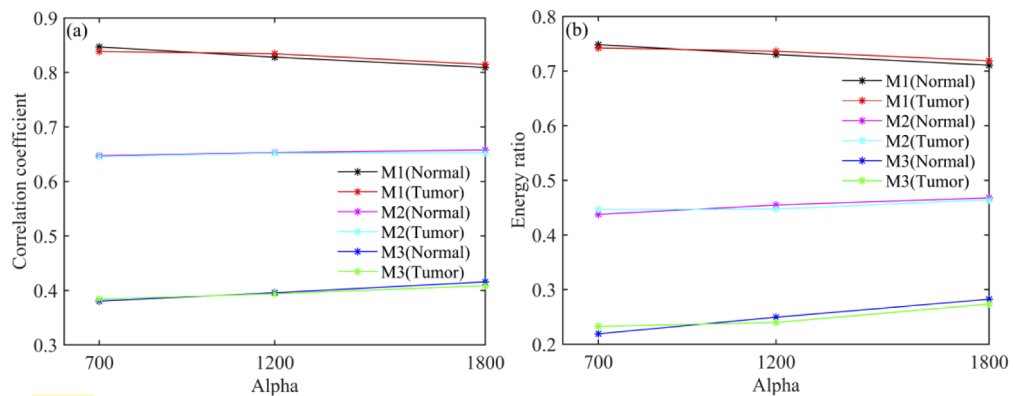 (a)
Correlation coefficient
0.9
0.8
0.7
0.6
0.5
0.4
0.3
M1(Normal)
M1(Tumor)
M2(Normal)
M2(Tumor)
M3(Normal)
M3(Tumor)
700
1200
1800
Alpha
(b)
Energy ratio
0.8
0.7
0.6
0.5
0.4
0.3
0.2
M1(Normal)
M1(Tumor)
M2(Normal)
M2(Tumor)
M3(Normal)
M3(Tumor)
700
1200
1800
Alpha